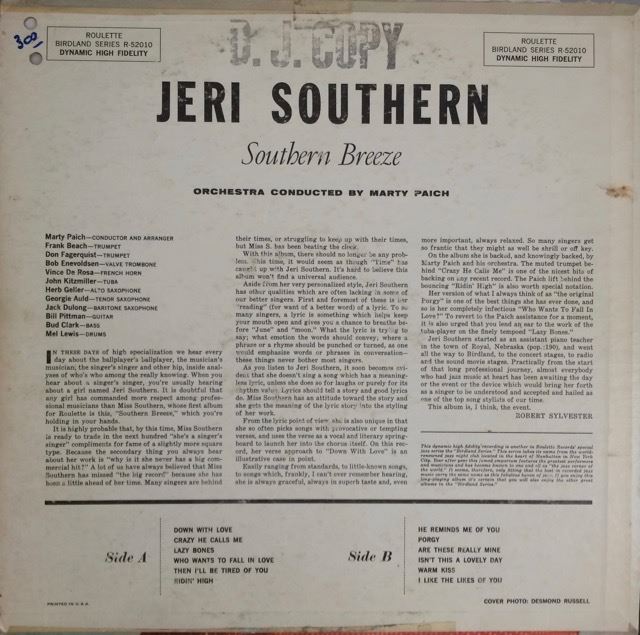 300,
ROULETTE
BIRDLAND SERIES R-52010
DYNAMIC HIGH FIDELITY
D. J. COPY
ROULETTE
BIRDLAND SERIES R-52010
DYNAMIC HIGH FIDELITY
JERI SOUTHERN
Southern Breeze
ORCHESTRA CONDUCTED BY MARTY PAICH
Marty Paich—CONDUCTOR AND ARRANGER
Frank Beach—TRUMPET
Don Fagerquist—TRUMPET
Bob Enevoldsen—VALVE TROMBONE
Vince De Rosa—FRENCH HORN
John Kitzmiller—TUBA
Herb Geller—ALTO SAXOPHONE
Georgie Auld—TENOR SAXOPHONE
Jack Dulong—BARITONE SAXOPHONE
Bill Pittman—GUITAR
Bud Clark—BASS
Mel Lewis—DRUMS
IN THESE DAYS of high specialization we hear every
day about the ballplayer's ballplayer, the musician's
musician, the singer's singer and other hip, inside anal-
yses of who's who among the really knowing. When you
hear about a singer's singer, you're usually hearing
about a girl named Jeri Southern. It is doubtful that
any girl has commanded more respect among profes-
sional musicians than Miss Southern, whose first album
for Roulette is this, "Southern Breeze," which you're
holding in your hands.
It is highly probable that, by this time, Miss Southern
is ready to trade in the next hundred "she's a singer's
singer" compliments for fame of a slightly more square
type. Because the secondary thing you always hear
about her work is "why is it she never has a big com-
mercial hit?" A lot of us have always believed that Miss
Southern has missed "the big record" because she has
been a little ahead of her time. Many singers are behind
their times, or struggling to keep up with their times,
but Miss S. has been beating the clock.
With this album, there should no longer be any prob-
lem. This time, it would seem as though "Time" has
caught up with Jeri Southern. It's hard to believe this
album won't find a universal audience.
Aside from her very personalized style, Jeri Southern
has other qualities which are often lacking in some of
our better singers. First and foremost of these is her
"reading" (for want of a better word) of a lyric. To so
many singers, a lyric is something which helps keep
your mouth open and gives you a chance to breathe be-
fore "June" and "moon." What the lyric is trying to
say; what emotion the words should convey; where a
phrase or a rhyme should be punched or turned, as one
would emphasize words or phrases in conversation—
these things never bother most singers.
As you listen to Jeri Southern, it soon becomes evi-
dent that she doesn't sing a song which has a meaning-
less lyric, unless she does so for laughs or purely for its
rhythm value. Lyrics should tell a story and good lyrics
do. Miss Southern has an attitude toward the story and
she gets the meaning of the lyric story into the styling
of her work.
From the lyric point of view she is also unique in that
she so often picks songs with provocative or tempting
verses, and uses the verse as a vocal and literary spring-
board to launch her into the chorus itself. On this rec-
ord, her verse approach to "Down With Love" is an
illustrative case in point.
Easily ranging from standards, to little-known songs,
to songs which, frankly, I can't ever remember hearing,
she is always graceful, always in superb taste and, even
more important, always relaxed. So many singers get
so frantic that they might as well be shrill or off key.
On the album she is backed, and knowingly backed, by
Marty Paich and his orchestra. The muted trumpet be-
hind "Crazy He Calls Me" is one of the nicest bits of
backing on any recent record. The Paich lift behind the
bouncing "Ridin' High" is also worth special notation.
Her version of what I always think of as "the original
Porgy" is one of the best things she has ever done, and
so is her completely infectious "Who Wants To Fall In
Love?" To revert to the Paich assistance for a moment,
it is also urged that you lend an ear to the work of the
tuba-player on the finely tempoed "Lazy Bones."
Jeri Southern started as an assistant piano teacher
in the town of Royal, Nebraska (pop. 190), and went
all the way to Birdland, to the concert stages, to radio
and the sound movie stages. Practically from the start
of that long professional journey, almost everybody
who had jazz music at heart has been awaiting the day
or the event or the device which would bring her forth
as a singer to be understood and accepted and hailed as
one of the top song stylists of our time.
This album is, I think, the event.
ROBERT SYLVESTER
This dynamic high fidelity recording is another in Roulette Records' special
jazz series the "Birdland Series." This series takes its name from the world-
renowned jazz night club located in the heart of Manhattan in New York
City.
Side A
DOWN WITH LOVE
CRAZY HE CALLS ME
LAZY BONES
WHO WANTS TO FALL IN LOVE
THEN I'LL BE TIRED OF YOU
RIDIN' HIGH
Side B
HE REMINDS ME OF YOU
PORGY
ARE THESE REALLY MINE
ISN'T THIS A LOVELY DAY
WARM KISS
I LIKE THE LIKES OF YOU
PRINTED IN U.S.A.
COVER PHOTO: DESMOND RUSSELL